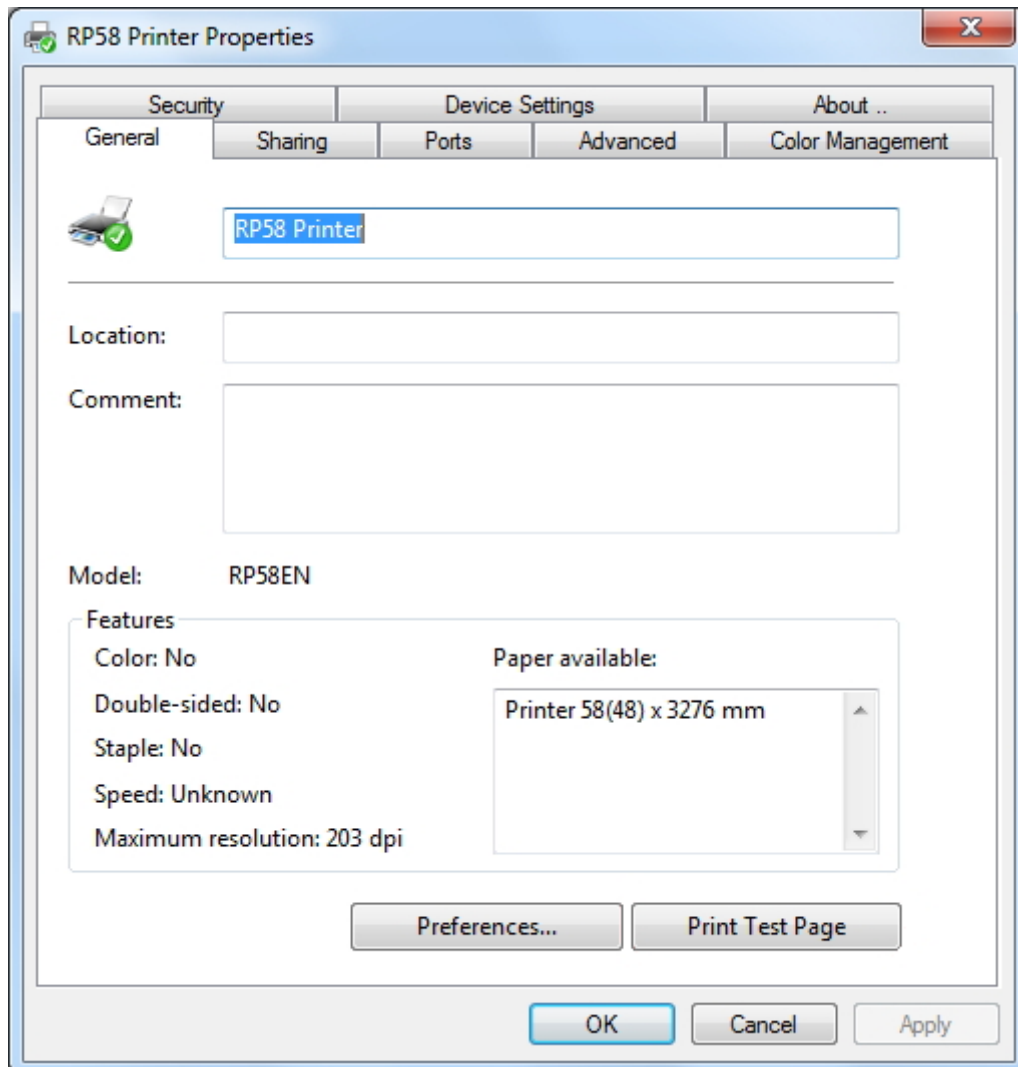 RP58 Printer Properties
Security Device Settings About ..
General Sharing Ports Advanced Color Management
RP58 Printer
Location:
Comment:
Model: RP58EN
Features
Color: No Paper available:
Double-sided: No Printer 58(48) x 3276 mm
Staple: No
Speed: Unknown
Maximum resolution: 203 dpi
Preferences... Print Test Page
OK Cancel Apply